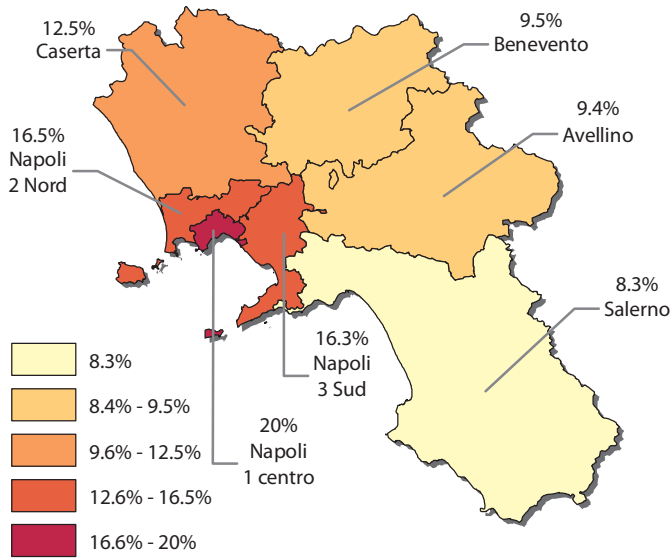 12.5%
Caserta
9.5%
Benevento
16.5%
Napoli
2 Nord
9.4%
Avellino
8.3%
Salerno
16.3%
Napoli
3 Sud
20%
Napoli
1 centro
8.3%
8.4% - 9.5%
9.6% - 12.5%
12.6% - 16.5%
16.6% - 20%